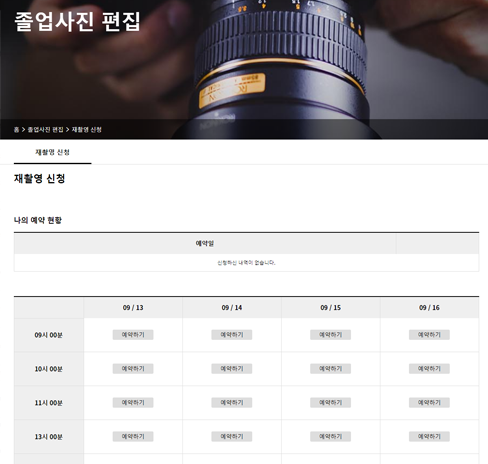 졸업사진 편집
홈 > 졸업사진 편집 > 재촬영 신청
재촬영 신청
재촬영 신청
나의 예약 현황
예약일
신청하신 내역이 없습니다.
09 / 13 09 / 14 09 / 15 09 / 16
09시 00분 예약하기 예약하기 예약하기 예약하기
10시 00분 예약하기 예약하기 예약하기 예약하기
11시 00분 예약하기 예약하기 예약하기 예약하기
13시 00분 예약하기 예약하기 예약하기 예약하기